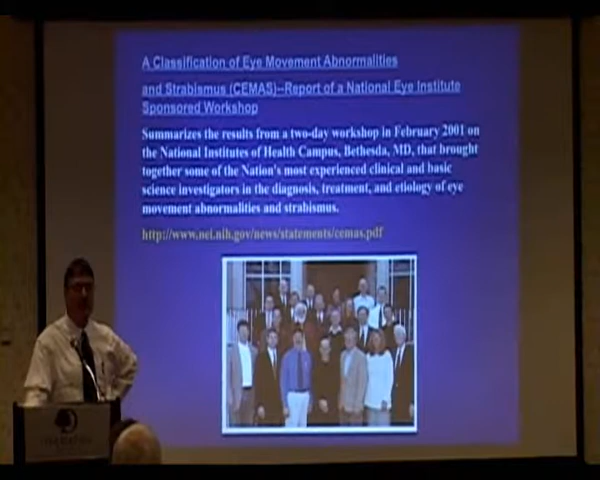 A Classification of Eye Movement Abnormalities
and Strabismus (CEMAS)--Report of a National Eye Institute
Sponsored Workshop
Summarizes the results from a two-day workshop in February 2001 on
the National Institutes of Health Campus, Bethesda, MD, that brought
together some of the Nation's most experienced clinical and basic
science investigators in the diagnosis, treatment, and etiology of eye
movement abnormalities and strabismus.
http://www.nei.nih.gov/news/statements/cemas.pdf